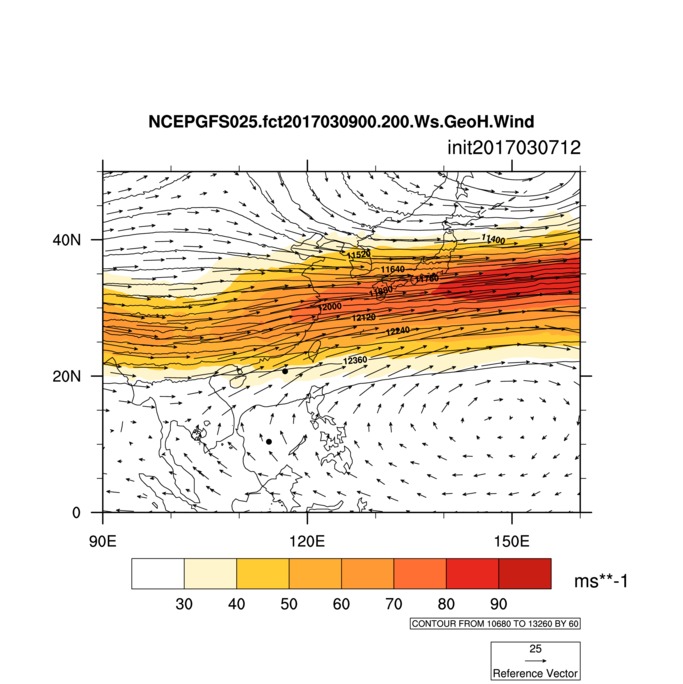 NCEPGFS025.fct2017030900.200.Ws.GeoH.Wind
init2017030712
40N
20N
0
11400
11520
11640
11760
11880
12000
12120
12240
12360
90E 120E 150E
30 40 50 60 70 80 90
ms**-1
CONTOUR FROM 10680 TO 13260 BY 60
25
Reference Vector